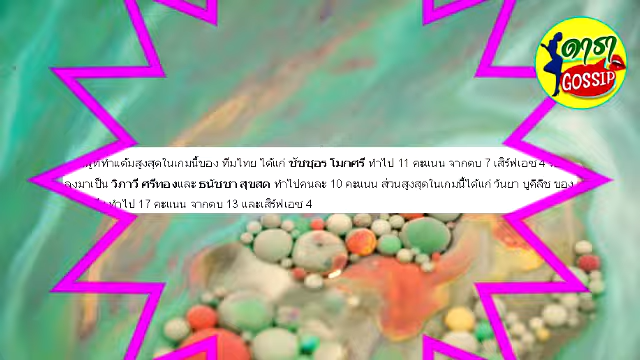 ดารา
GOSSIP
ที่ทำแต้มสูงสุดในเกมนี้ของ ทีมไทย ได้แก่ ชัชชุอร โมกศรี ทำไป 11 คะแนน จากตบ 7 เสิร์ฟเอซ 4
วิภาวี ศรีทองและ ธนัชชา สุขสด ทำไปคนละ 10 คะแนน ส่วนสูงสุดในเกมนี้ได้แก่ วันยา บูคิลิช ของ
ทำไป 17 คะแนน จากตบ 13 และเสิร์ฟเอซ 4